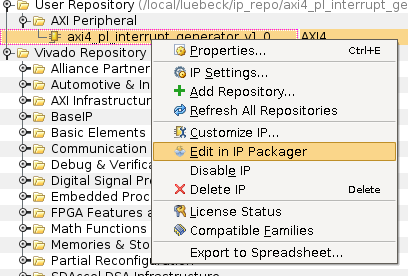 User Repository (/local/luebeck/ip_repo/axi4_pl_interrupt_ge
AXI Peripheral
axi4_pl_interrupt_generator_v1_0 AXI4
Vivado Repository
Alliance Partner
Automotive & In
AXI Infrastructur
BaseIP
Basic Elements
Communication
Debug & Verifica
Digital Signal Pro
Embedded Proc
FPGA Features a
Math Functions
Memories & Sto
Partial Reconfig
SDAccel DSA Infrastructur
Properties... Ctrl+E
IP Settings...
Add Repository...
Refresh All Repositories
Customize IP...
Edit in IP Packager
Disable IP
Delete IP Delete
License Status
Compatible Families
Export to Spreadsheet...